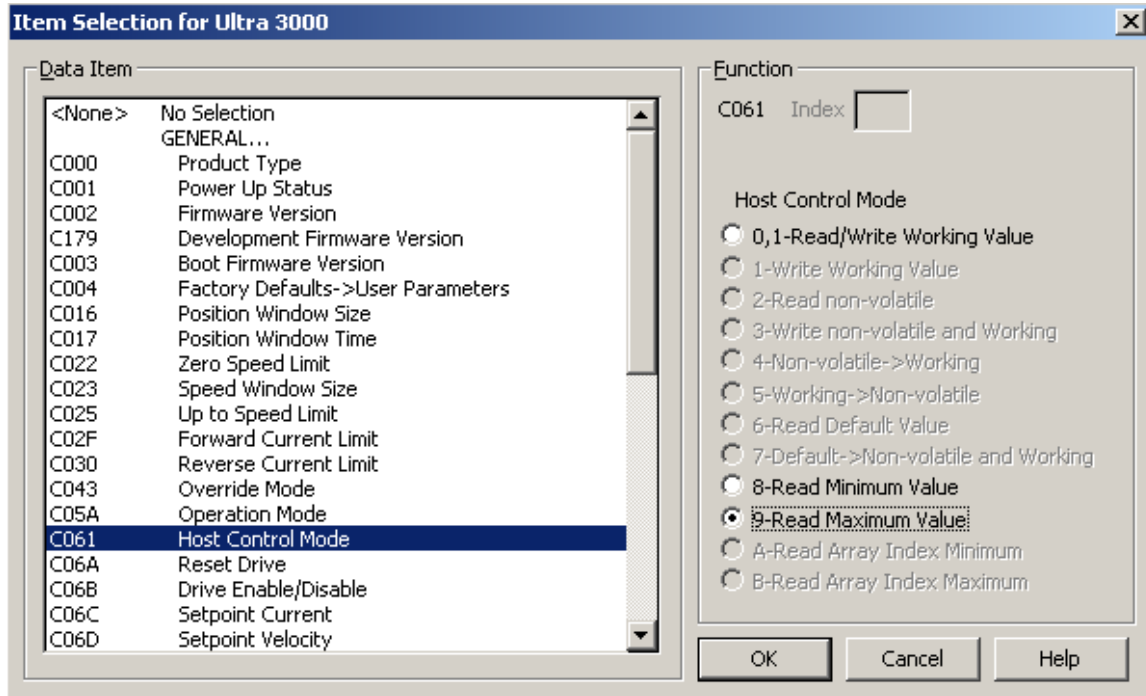 Item Selection for Ultra 3000
Data Item
<None> No Selection
GENERAL...
C000 Product Type
C001 Power Up Status
C002 Firmware Version
C179 Development Firmware Version
C003 Boot Firmware Version
C004 Factory Defaults->User Parameters
C016 Position Window Size
C017 Position Window Time
C022 Zero Speed Limit
C023 Speed Window Size
C025 Up to Speed Limit
C02F Forward Current Limit
C030 Reverse Current Limit
C043 Override Mode
C05A Operation Mode
C061 Host Control Mode
C06A Reset Drive
C06B Drive Enable/Disable
C06C Setpoint Current
C06D Setpoint Velocity
Function
C061 Index
Host Control Mode
0,1-Read/Write Working Value
1-Write Working Value
2-Read non-volatile
3-Write non-volatile and Working
4-Non-volatile->Working
5-Working->Non-volatile
6-Read Default Value
7-Default->Non-volatile and Working
8-Read Minimum Value
9-Read Maximum Value
A-Read Array Index Minimum
B-Read Array Index Maximum
OK Cancel Help